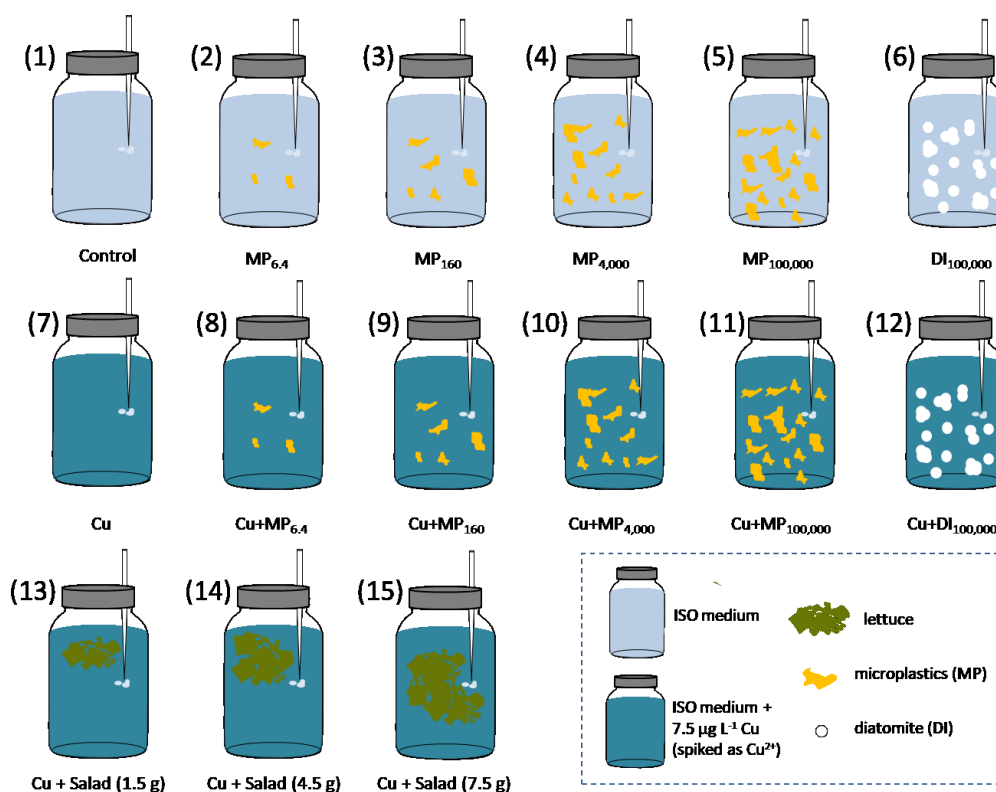 (1) (2) (3) (4) (5) (6)
Control MP₆.₄ MP₁₆₀ MP₄,₀₀₀ MP₁₀₀,₀₀₀ DI₁₀₀,₀₀₀
(7) (8) (9) (10) (11) (12)
Cu Cu+MP₆.₄ Cu+MP₁₆₀ Cu+MP₄,₀₀₀ Cu+MP₁₀₀,₀₀₀ Cu+DI₁₀₀,₀₀₀
(13) (14) (15)
Cu + Salad (1.5 g) Cu + Salad (4.5 g) Cu + Salad (7.5 g)
ISO medium
lettuce
microplastics (MP)
ISO medium +
7.5 µg L⁻¹ Cu
(spiked as Cu²⁺)
diatomite (DI)